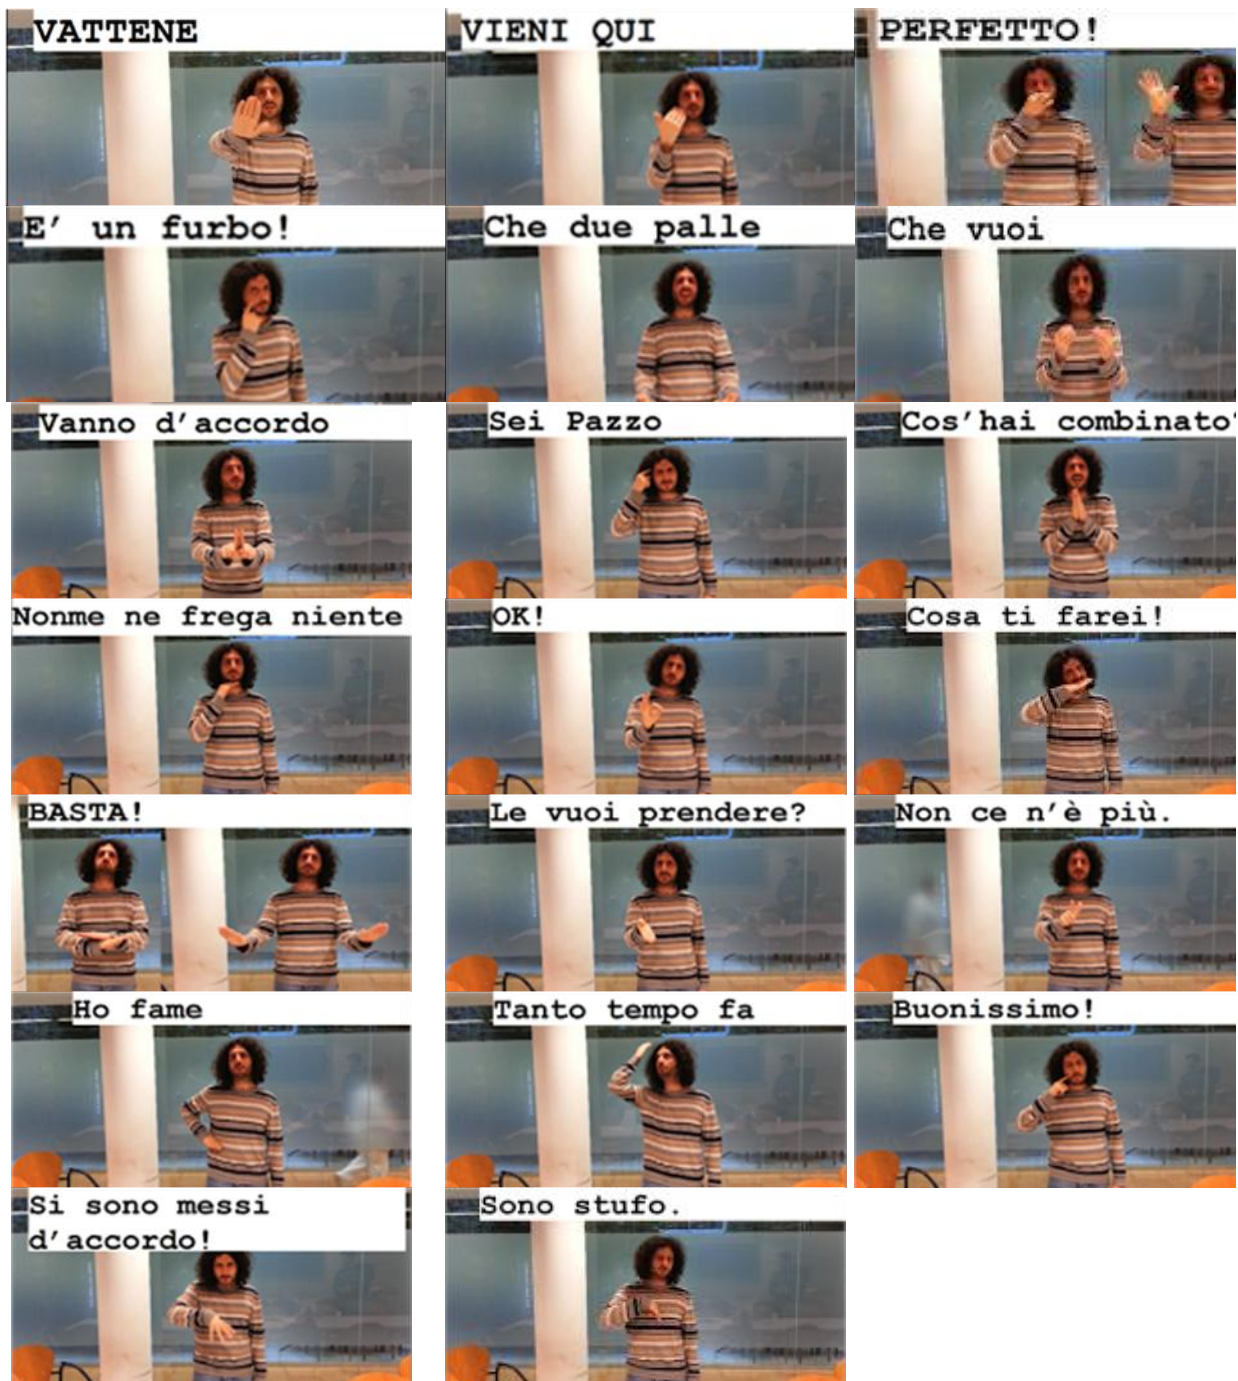 VATTENE
VIENI QUI
PERFETTO!
E' un furbo!
Che due palle
Che vuoi
Vanno d'accordo
Sei Pazzo
Cos'hai combinato?
Nonme ne frega niente
OK!
Cosa ti farei!
BASTA!
Le vuoi prendere?
Non ce n'è più.
Ho fame
Tanto tempo fa
Buonissimo!
Si sono messi
d'accordo!
Sono stufo.